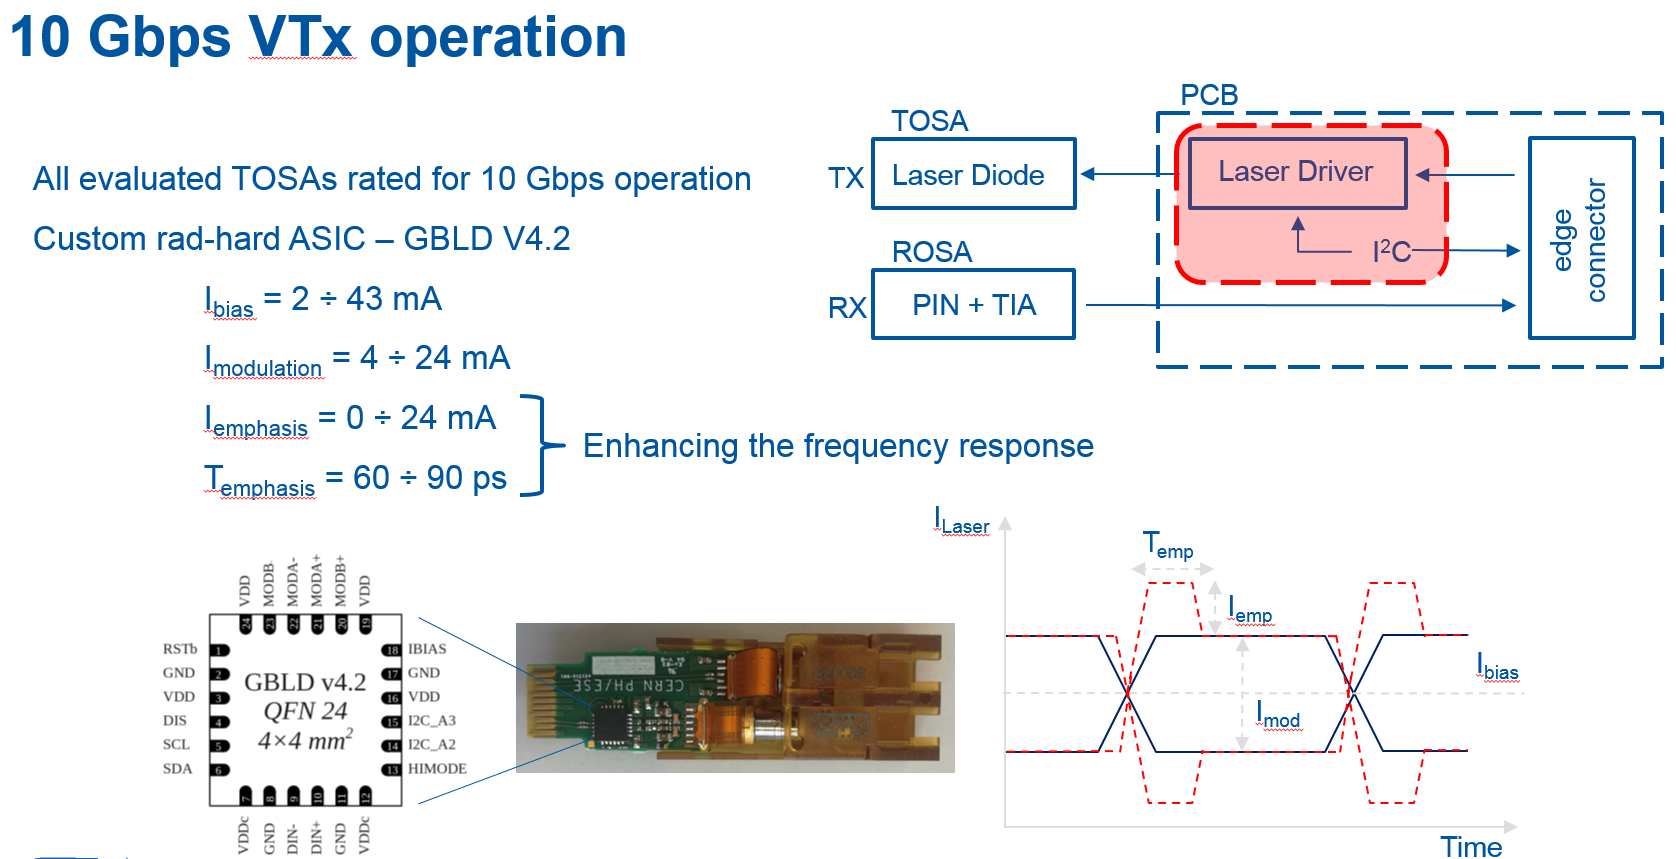 10 Gbps VTx operation
All evaluated TOSAs rated for 10 Gbps operation
Custom rad-hard ASIC – GBLD V4.2
Ibias = 2 ÷ 43 mA
Imodulation = 4 ÷ 24 mA
Iemphasis = 0 ÷ 24 mA
Temphasis = 60 ÷ 90 ps
Enhancing the frequency response
PCB
TOSA
TX
Laser Diode
Laser Driver
I²C
ROSA
RX
PIN + TIA
edge
connector
VDD
MODB-
MODA-
MODA+
MODB+
VDD
24
23
22
21
20
19
RSTb
1
GND
2
VDD
3
DIS
4
SCL
5
SDA
6
GBLD v4.2
QFN 24
4×4 mm²
18
IBIAS
17
GND
16
VDD
15
I2C_A3
14
I2C_A2
13
HIMODE
7
8
9
10
11
12
VDDc
GND
DIN-
DIN+
GND
VDDc
CERN PH/ESE
ILaser
Temp
Iemp
Ibias
Imod
Time